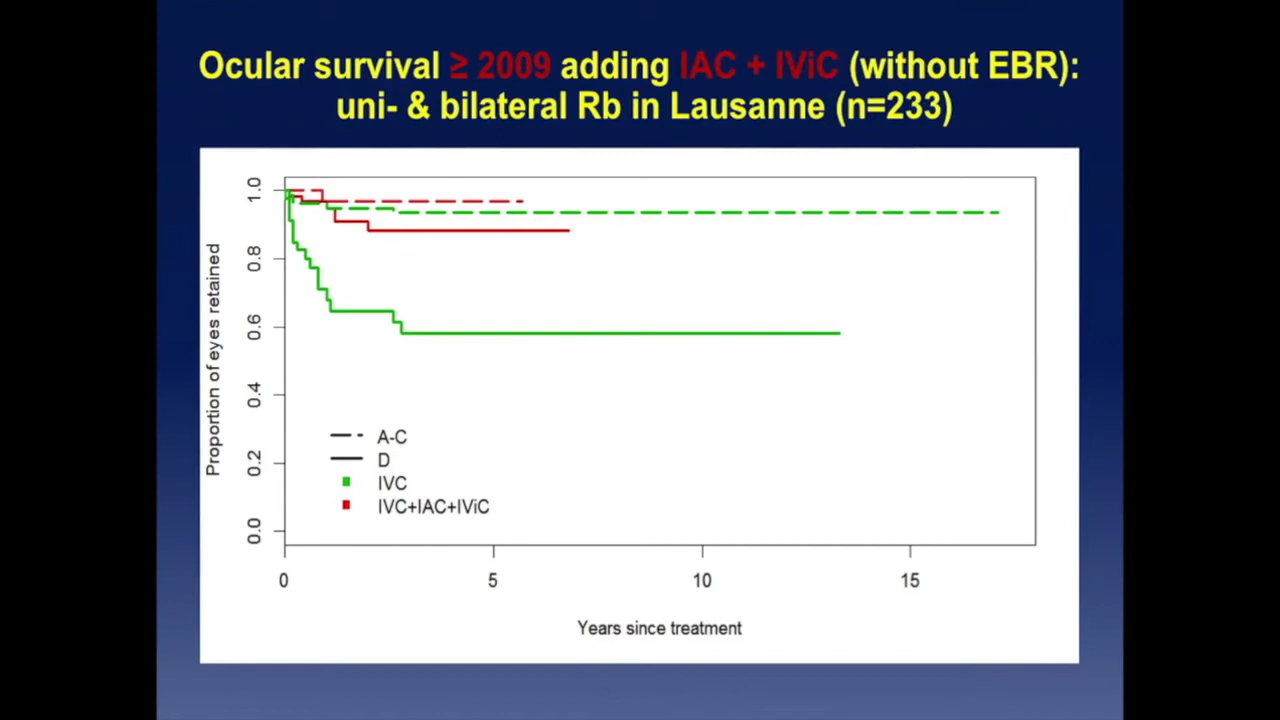 Ocular survival ≥ 2009 adding IAC + IViC (without EBR):
uni- & bilateral Rb in Lausanne (n=233)
Proportion of eyes retained
1.0
0.8
0.6
0.4
0.2
0.0
A-C
D
IVC
IVC+IAC+IViC
0 5 10 15
Years since treatment